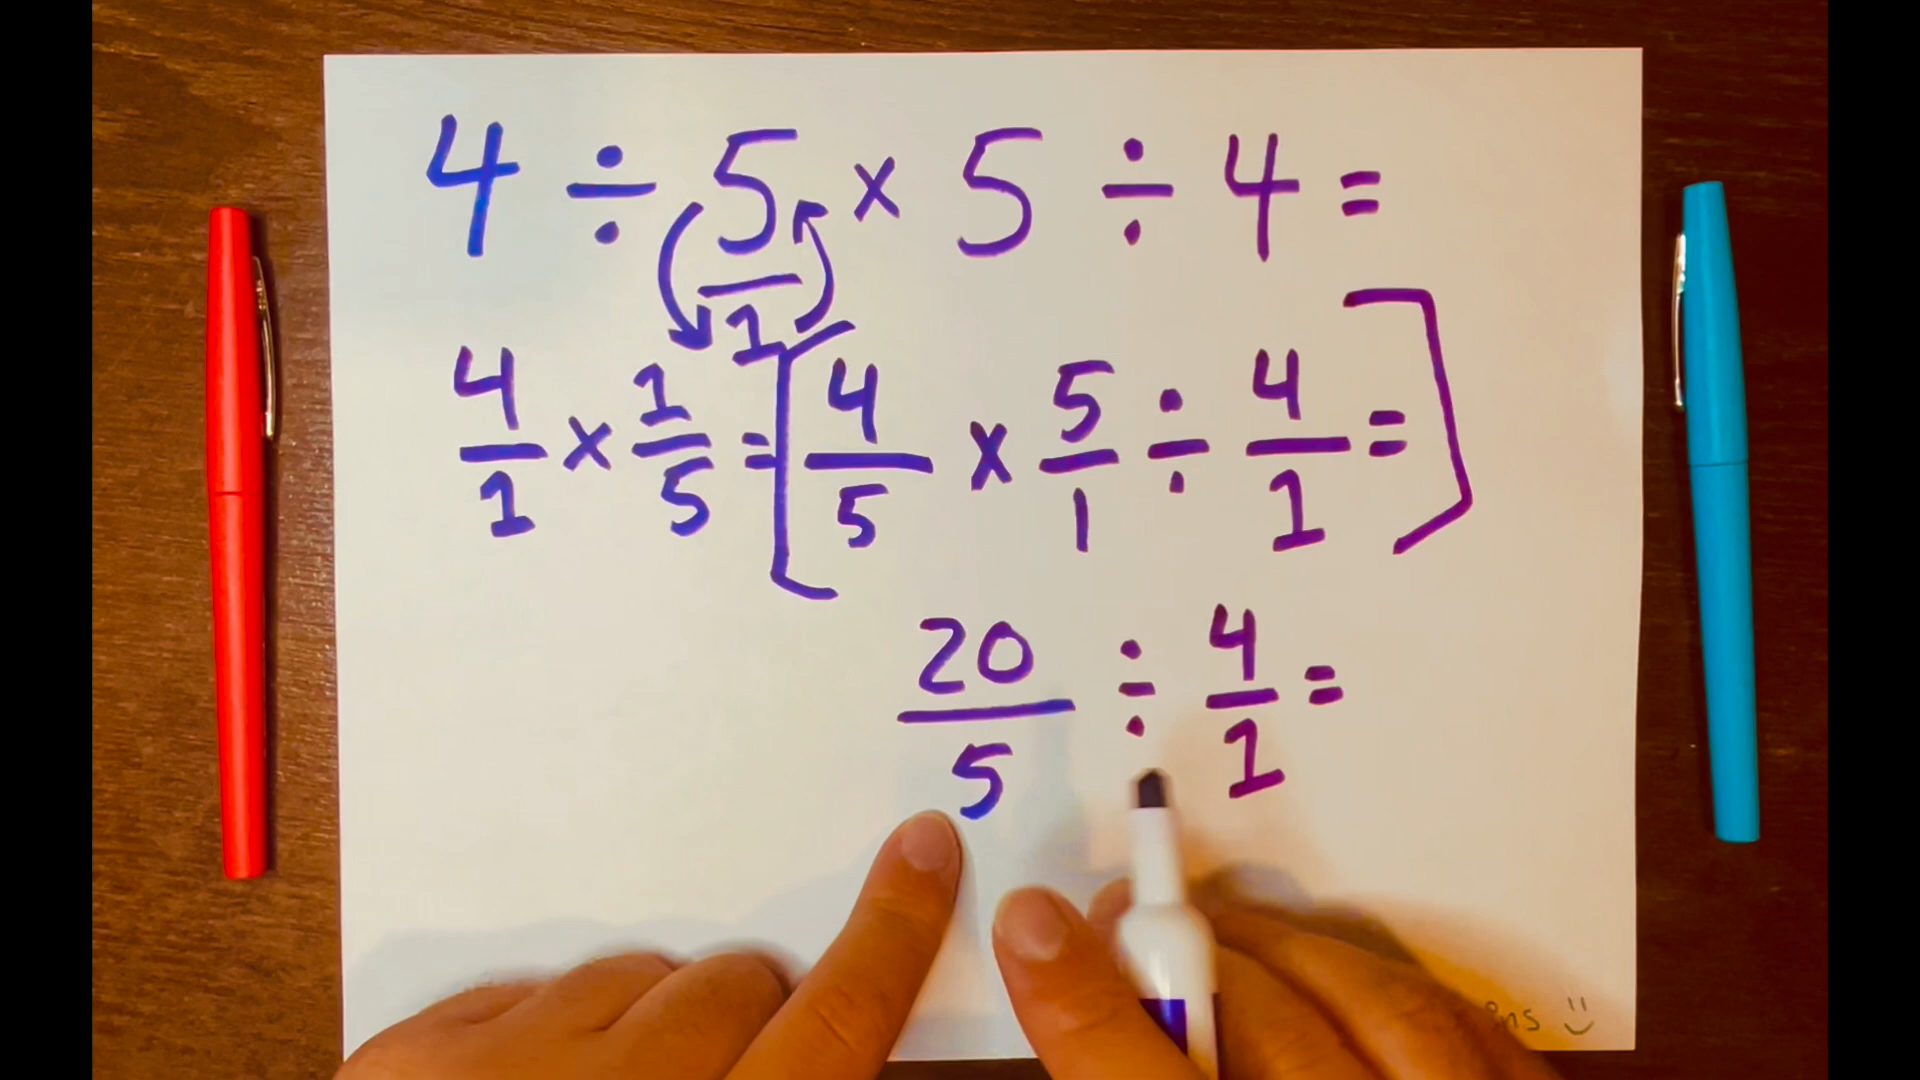 4 ÷ 5 × 5 ÷ 4 =
1
4/1 × 1/5 = [4/5 × 5/1 ÷ 4/1 =]
20/5 ÷ 4/1 =